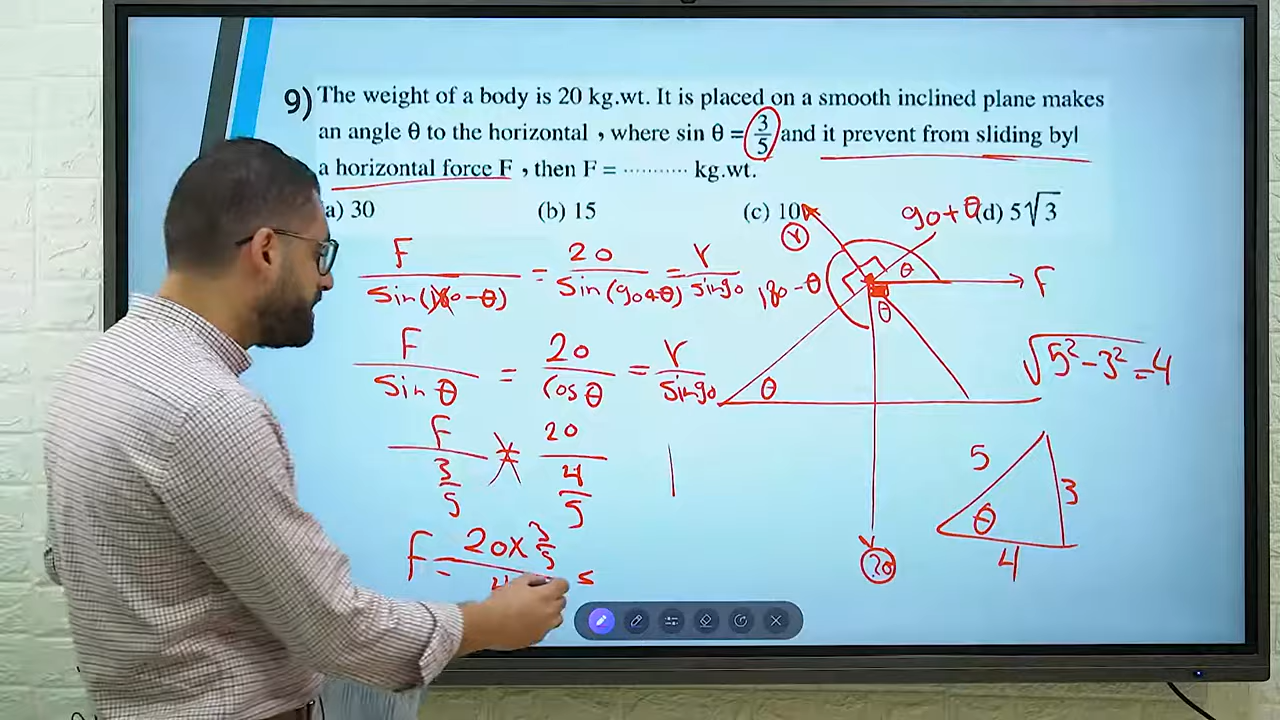 9) The weight of a body is 20 kg.wt. It is placed on a smooth inclined plane makes
an angle θ to the horizontal , where sin θ = 3/5 and it prevent from sliding byl
a horizontal force F , then F = ··········· kg.wt.
a) 30 (b) 15 (c) 10 (d) 5√3
90+θ
r
F/Sin(180-θ) = 20/Sin(90+θ) = r/Sin90
180-θ
θ
F
θ
θ
F/Sin θ = 20/Cos θ = r/Sin90
√5²-3² = 4
F/(3/5) = 20/(4/5)
5
3
θ
4
F = 20×3/5
4
5
20